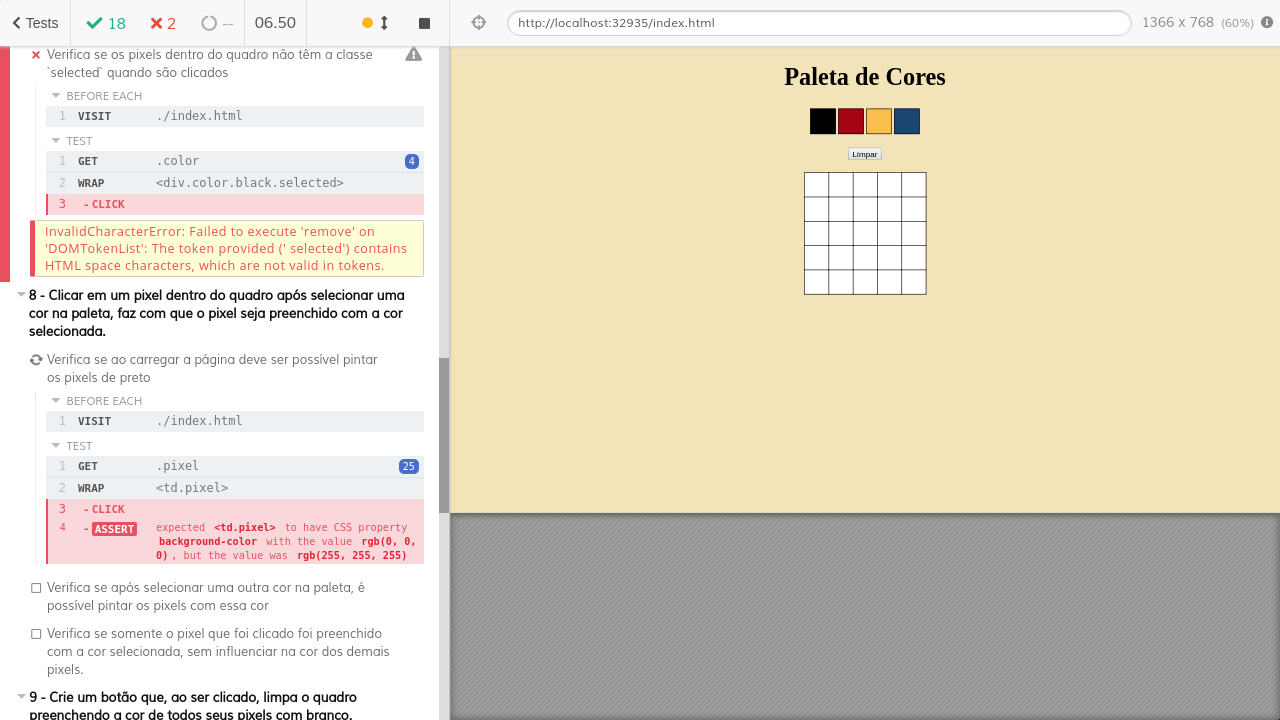 Tests
18
2
--
06.50
http://localhost:32935/index.html
1366 x 768 (60%)
Verifica se os pixels dentro do quadro não têm a classe
`selected` quando são clicados
BEFORE EACH
1 VISIT ./index.html
TEST
1 GET .color 4
2 WRAP <div.color.black.selected>
3 - CLICK
InvalidCharacterError: Failed to execute 'remove' on
'DOMTokenList': The token provided (' selected') contains
HTML space characters, which are not valid in tokens.
8 - Clicar em um pixel dentro do quadro após selecionar uma
cor na paleta, faz com que o pixel seja preenchido com a cor
selecionada.
Verifica se ao carregar a página deve ser possível pintar
os pixels de preto
BEFORE EACH
1 VISIT ./index.html
TEST
1 GET .pixel 25
2 WRAP <td.pixel>
3 - CLICK
4 - ASSERT expected <td.pixel> to have CSS property
background-color with the value rgb(0, 0,
0) , but the value was rgb(255, 255, 255)
Verifica se após selecionar uma outra cor na paleta, é
possível pintar os pixels com essa cor
Verifica se somente o pixel que foi clicado foi preenchido
com a cor selecionada, sem influenciar na cor dos demais
pixels.
9 - Crie um botão que, ao ser clicado, limpa o quadro
preenchendo a cor de todos seus pixels com branco.
Paleta de Cores
Limpar